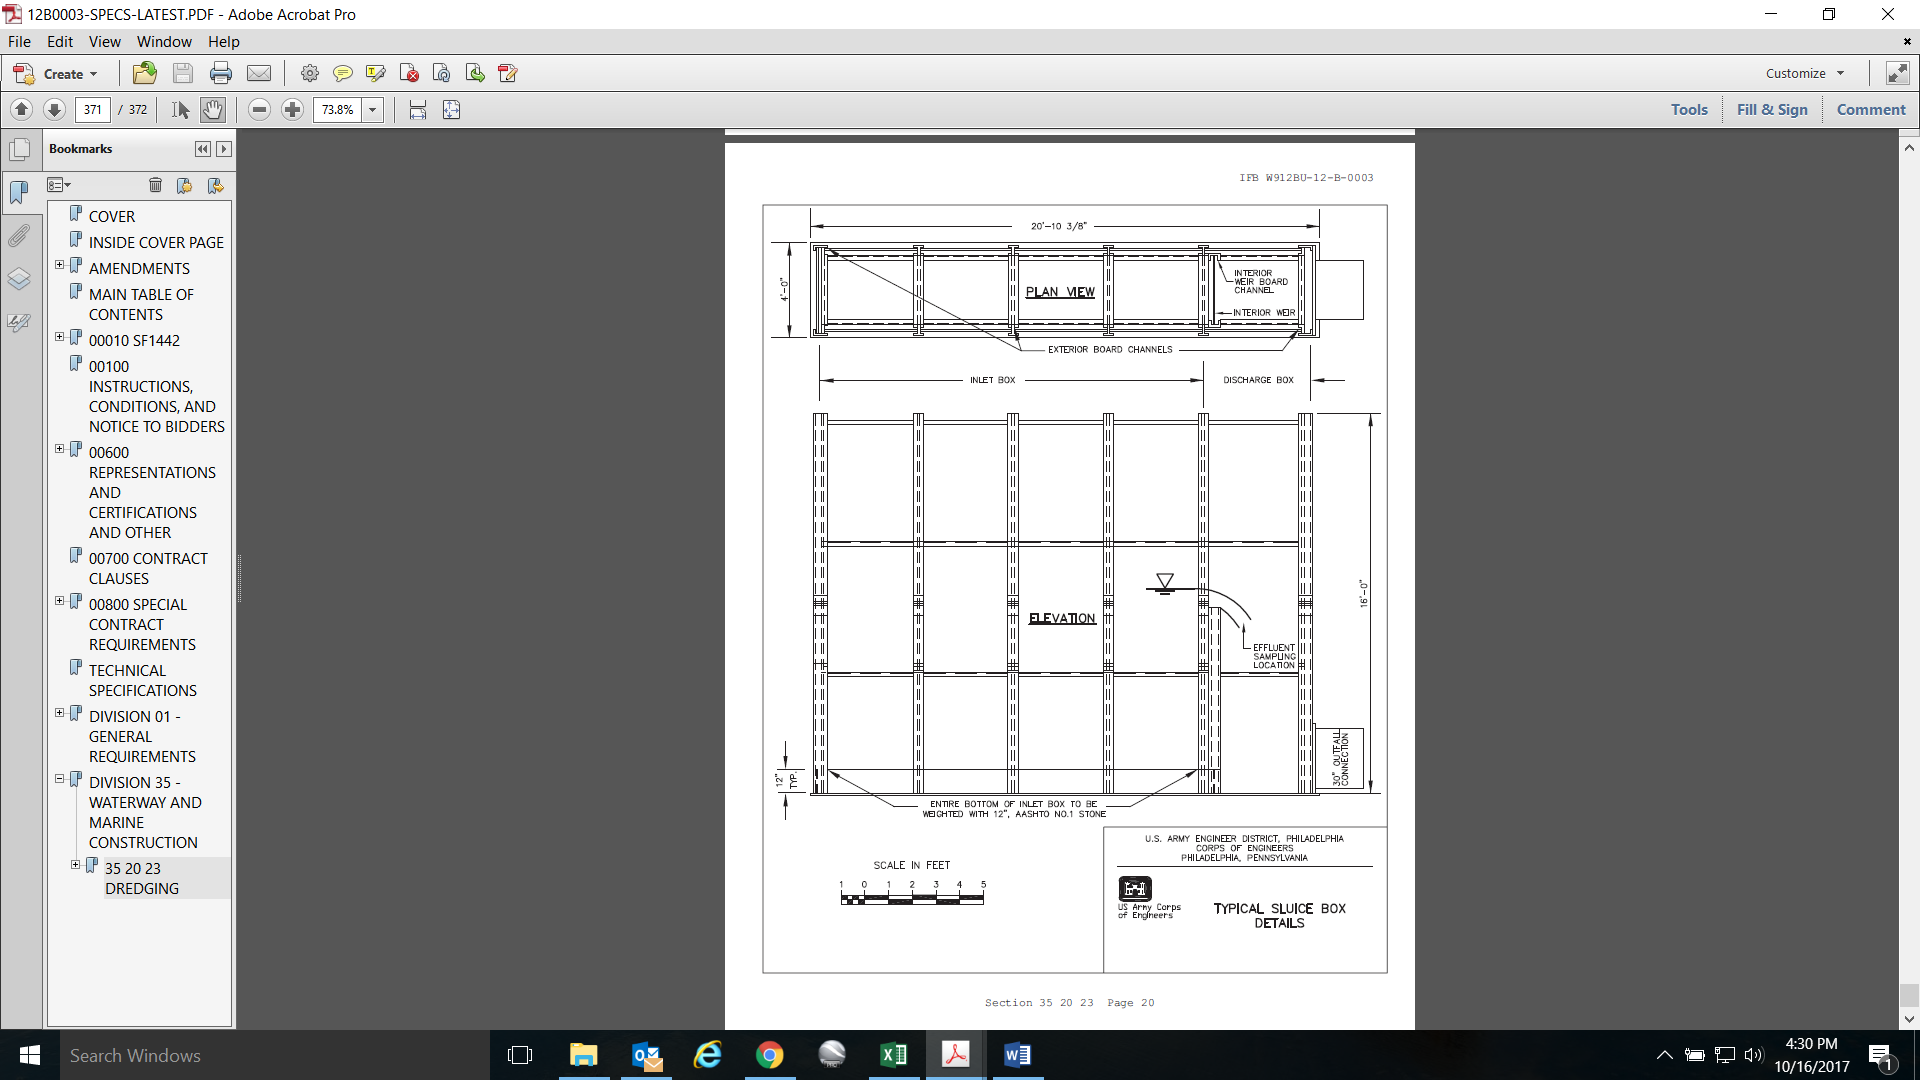 12B0003-SPECS-LATEST.PDF - Adobe Acrobat Pro
File Edit View Window Help
Create
Customize
371 / 372
73.8%
Tools
Fill & Sign
Comment
Bookmarks
COVER
INSIDE COVER PAGE
AMENDMENTS
MAIN TABLE OF
CONTENTS
00010 SF1442
00100
INSTRUCTIONS,
CONDITIONS, AND
NOTICE TO BIDDERS
00600
REPRESENTATIONS
AND
CERTIFICATIONS
AND OTHER
00700 CONTRACT
CLAUSES
00800 SPECIAL
CONTRACT
REQUIREMENTS
TECHNICAL
SPECIFICATIONS
DIVISION 01 -
GENERAL
REQUIREMENTS
DIVISION 35 -
WATERWAY AND
MARINE
CONSTRUCTION
35 20 23
DREDGING
IFB W912BU-12-B-0003
20'-10 3/8"
4'-0"
PLAN VIEW
INTERIOR
WEIR BOARD
CHANNEL
INTERIOR WEIR
EXTERIOR BOARD CHANNELS
INLET BOX
DISCHARGE BOX
16'-0"
ELEVATION
EFFLUENT
SAMPLING
LOCATION
30" OUTFALL
CONNECTION
12"
TYP.
ENTIRE BOTTOM OF INLET BOX TO BE
WEIGHTED WITH 12", AASHTO NO.1 STONE
SCALE IN FEET
1 0 1 2 3 4 5
U.S. ARMY ENGINEER DISTRICT, PHILADELPHIA
CORPS OF ENGINEERS
PHILADELPHIA, PENNSYLVANIA
US Army Corps
of Engineers
TYPICAL SLUICE BOX
DETAILS
Section 35 20 23 Page 20
Search Windows
4:30 PM
10/16/2017
1